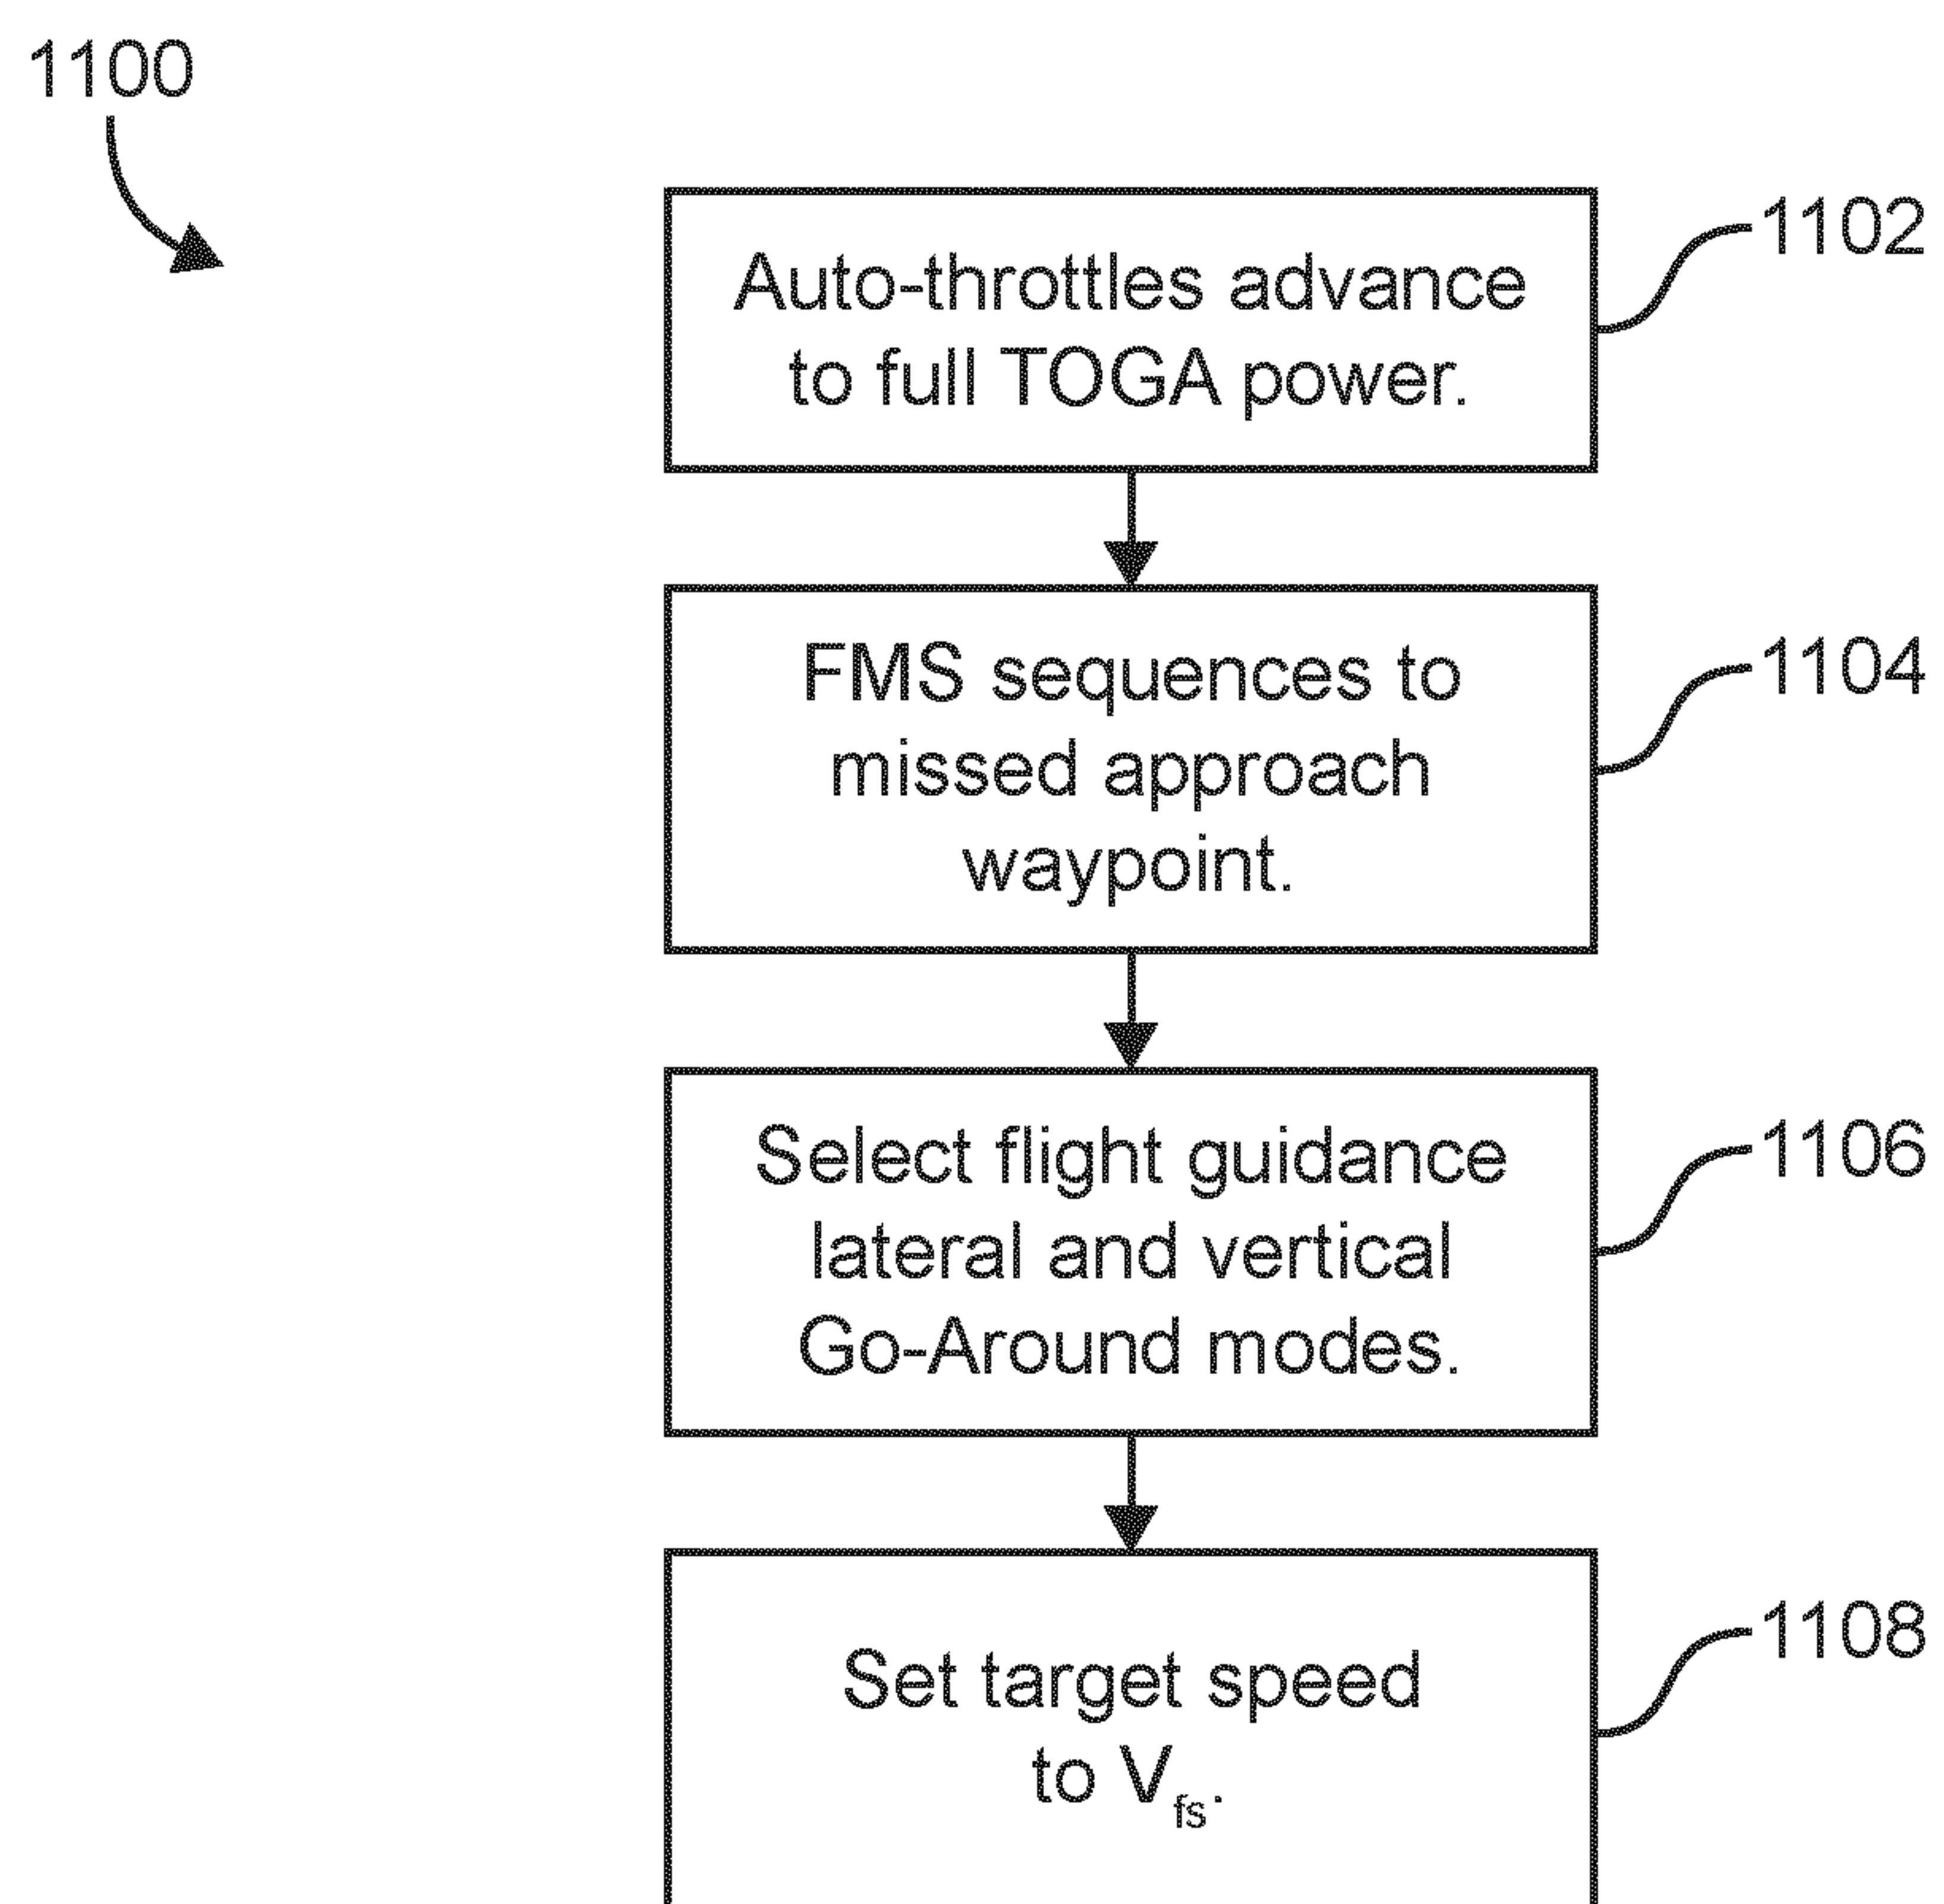 1100
Auto-throttles advance
to full TOGA power.
1102
FMS sequences to
missed approach
waypoint.
1104
Select flight guidance
lateral and vertical
Go-Around modes.
1106
Set target speed
to Vfs.
1108